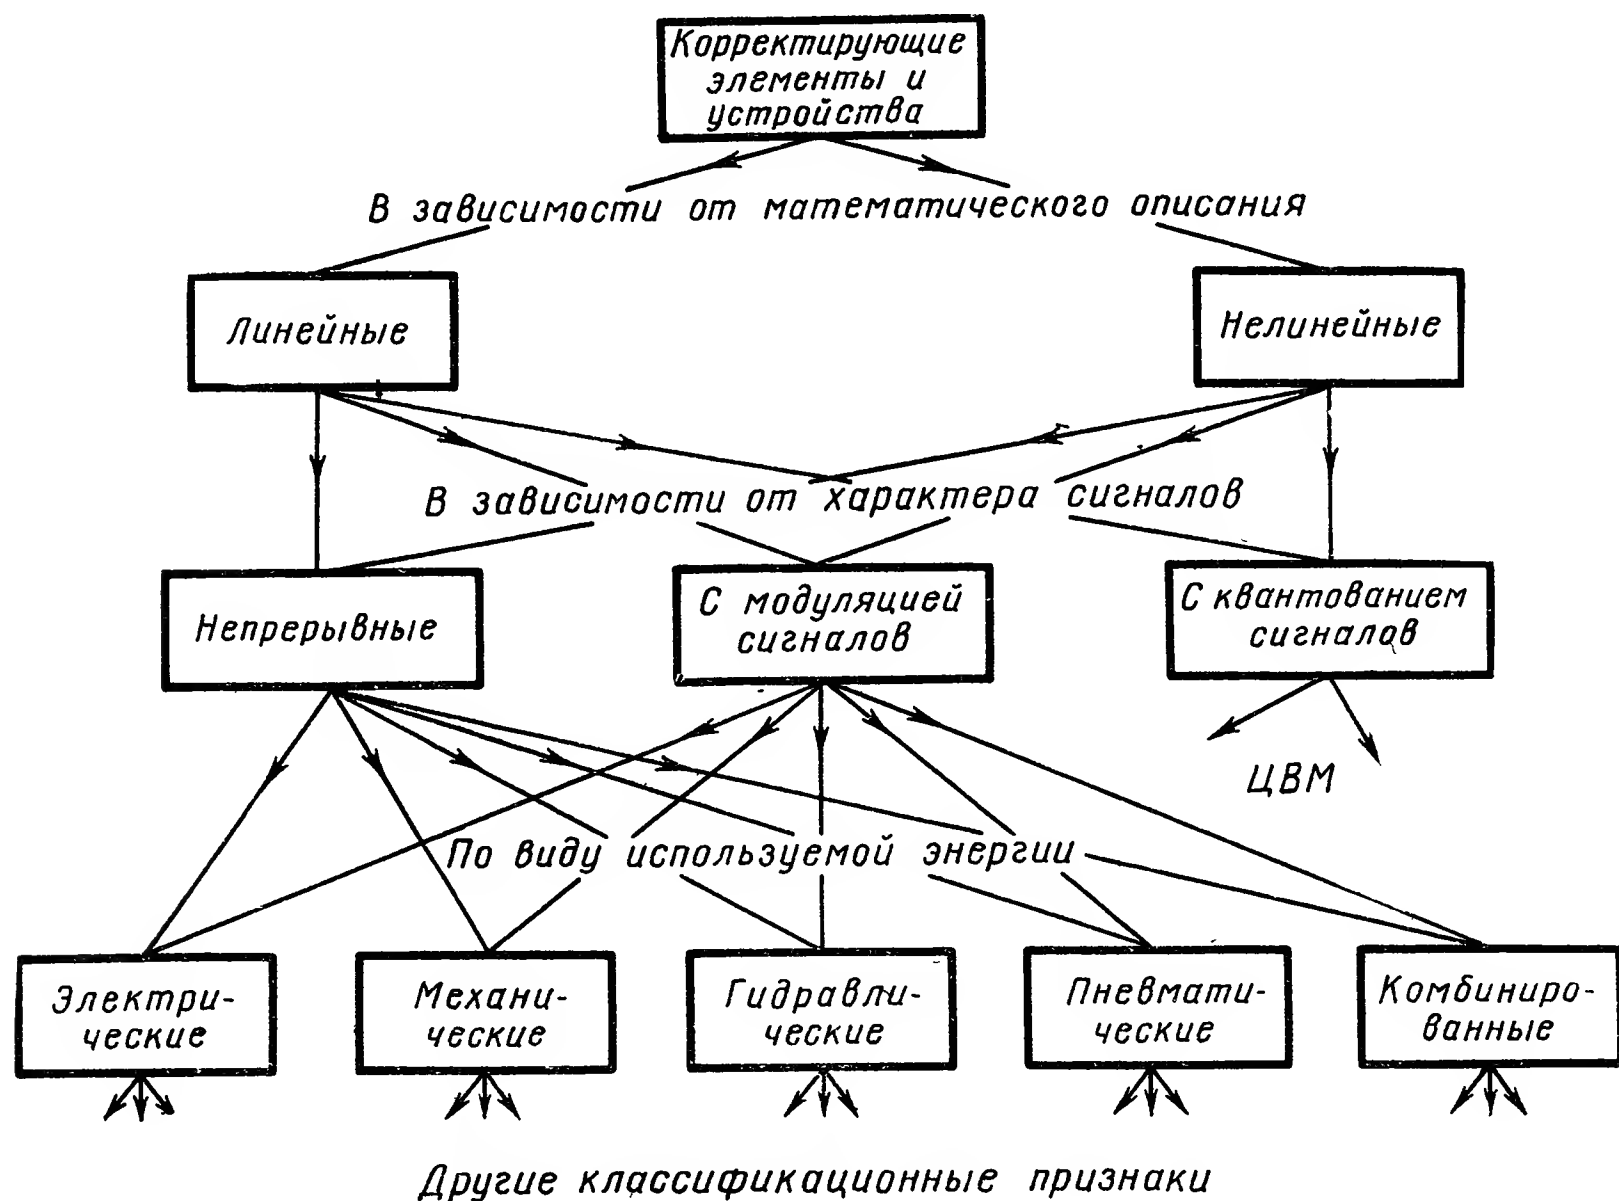 Корректирующие
элементы и
устройства
В зависимости от математического описания
Линейные
Нелинейные
В зависимости от характера сигналов
Непрерывные
С модуляцией
сигналов
С квантованием
сигналов
ЦВМ
По виду используемой энергии
Электри-
ческие
Механи-
ческие
Гидравли-
ческие
Пневмати-
ческие
Комбиниро-
ванные
Другие классификационные признаки